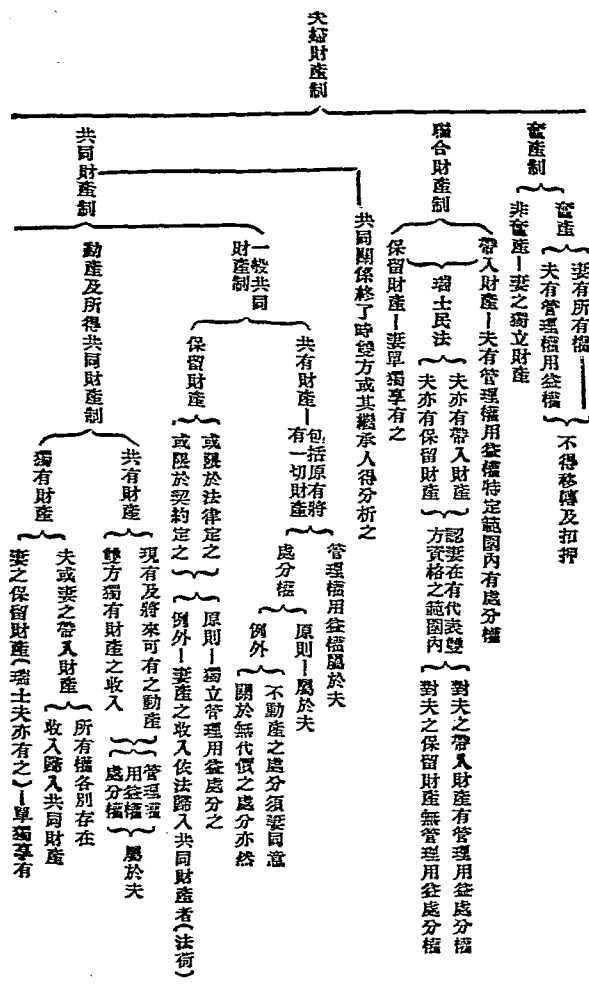 夫婦財產制
奩產制
奩產
妻有所有權
夫有管理權用益權
不得移轉及扣押
非奩產—妻之獨立財產
聯合財產制
帶入財產—夫有管理權用益權特定範圍內有處分權
瑞士民法
夫亦有帶入財產
夫亦有保留財產
認妻在有代表雙
方資格之範圍內
對夫之帶入財產有管理用益處分權
對夫之保留財產無管理用益處分權
保留財產—妻單獨享有之
共同財產制
共同關係終了時雙方或其繼承人得分析之
一般共同
財產制
共有財產—
包括原有將
有一切財產
管理權用益權屬於夫
處分權
原則—屬於夫
例外
不動產之處分須妻同意
關於無代價之處分亦然
保留財產
或限於法律定之
或限於契約定之
原則—獨立管理用益處分之
例外—妻產之收入依法歸入共同財產者(法荷)
動產及所得共同財產制
共有財產
現有及將來可有之動產
雙方獨有財產之收入
管理權
用益權
處分權
屬於夫
獨有財產
夫或妻之帶入財產
所有權各別存在
收入歸入共同財產
妻之保留財產(瑞士夫亦有之)—單獨享有